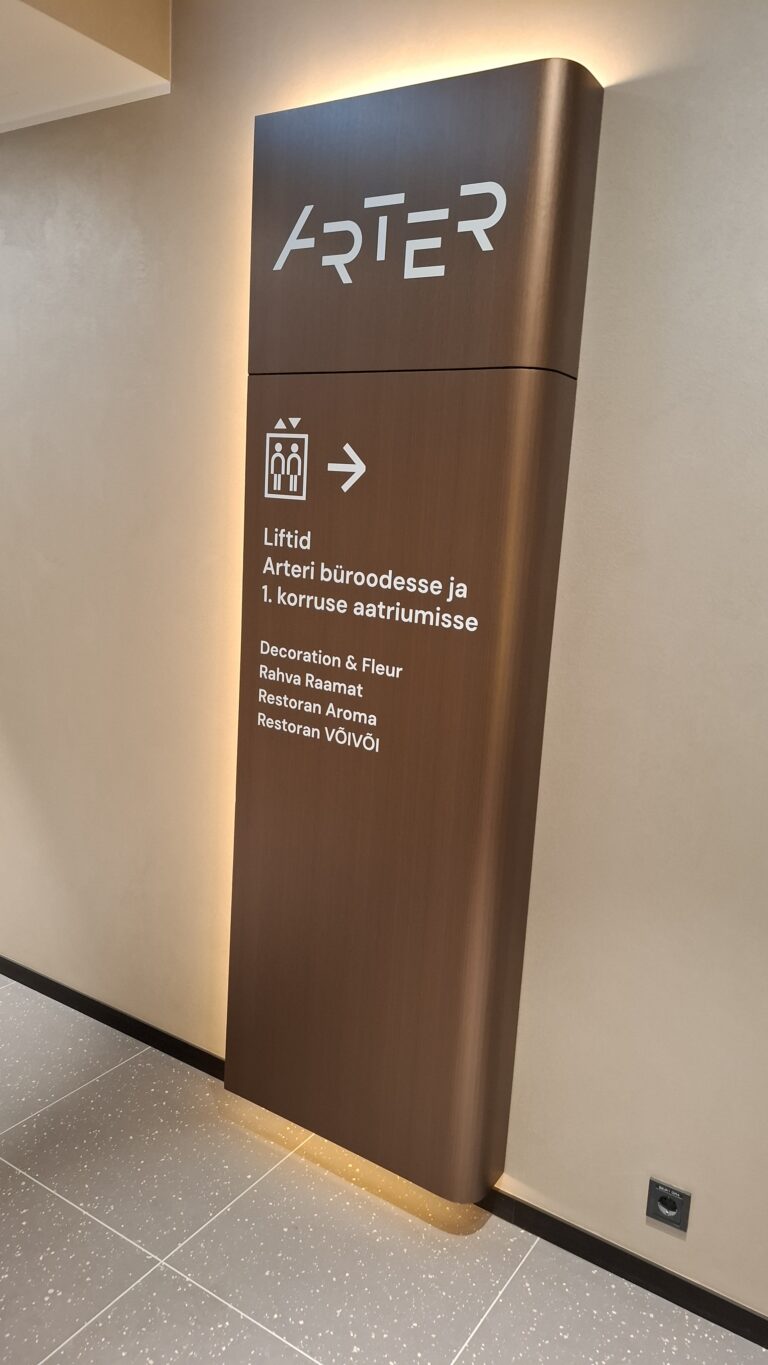 ARTER
Liftid
Arteri büroodesse ja
1. korruse aatriumisse
Decoration & Fleur
Rahva Raamat
Restoran Aroma
Restoran VÕIVÕI